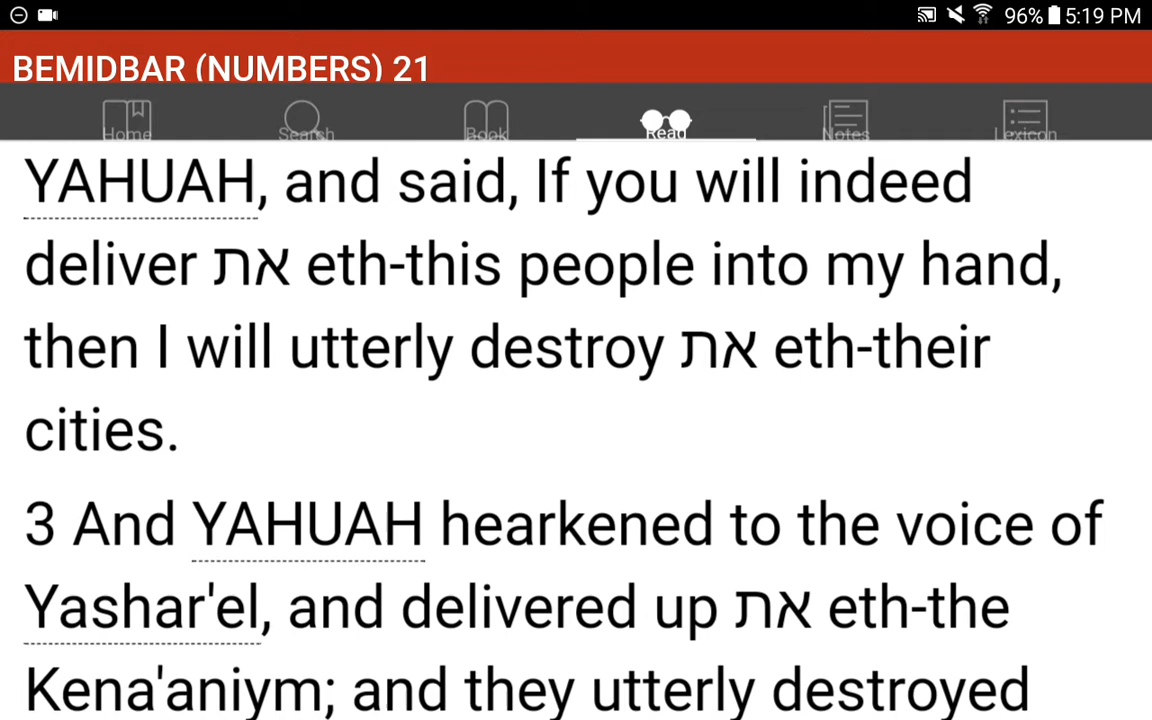 96% 5:19 PM
BEMIDBAR (NUMBERS) 21
Home Search Book Read Notes Lexicon
YAHUAH, and said, If you will indeed
deliver את eth-this people into my hand,
then I will utterly destroy את eth-their
cities.
3 And YAHUAH hearkened to the voice of
Yashar'el, and delivered up את eth-the
Kena'aniym; and they utterly destroyed